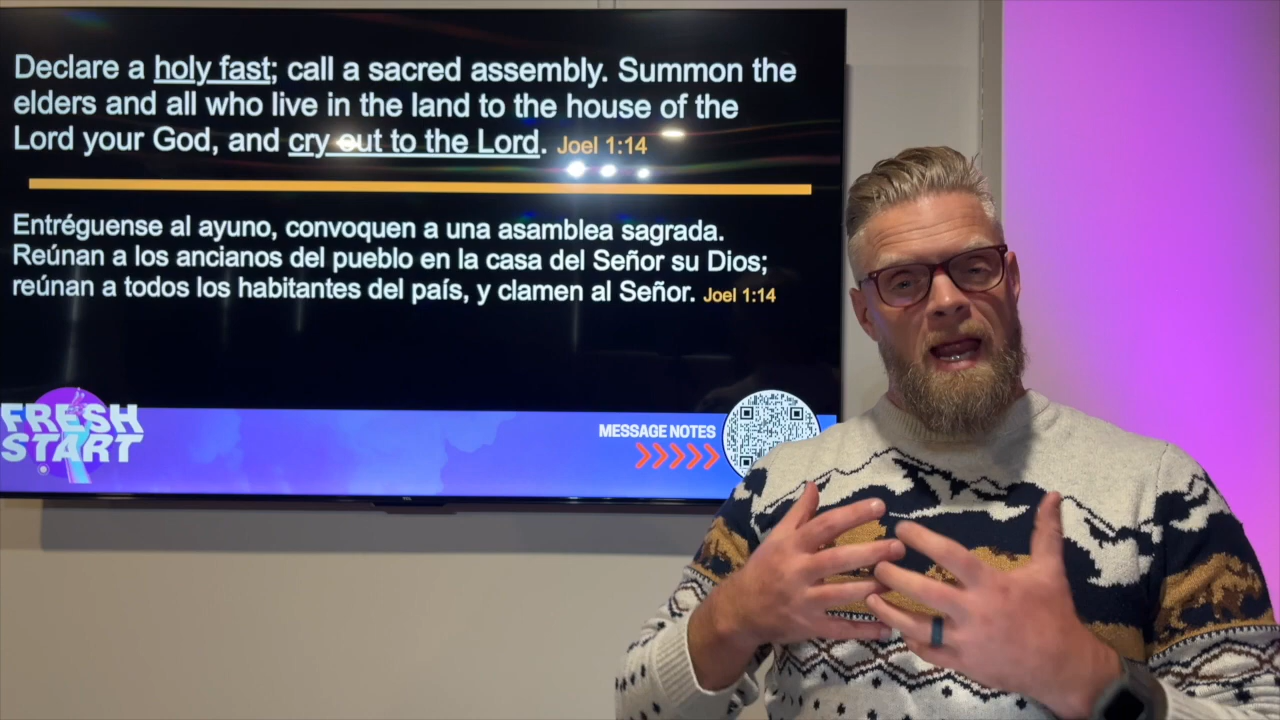 Declare a holy fast; call a sacred assembly. Summon the
elders and all who live in the land to the house of the
Lord your God, and cry out to the Lord. Joel 1:14
Entréguense al ayuno, convoquen a una asamblea sagrada.
Reúnan a los ancianos del pueblo en la casa del Señor su Dios;
reúnan a todos los habitantes del país, y clamen al Señor. Joel 1:14
FRESH
START
MESSAGE NOTES